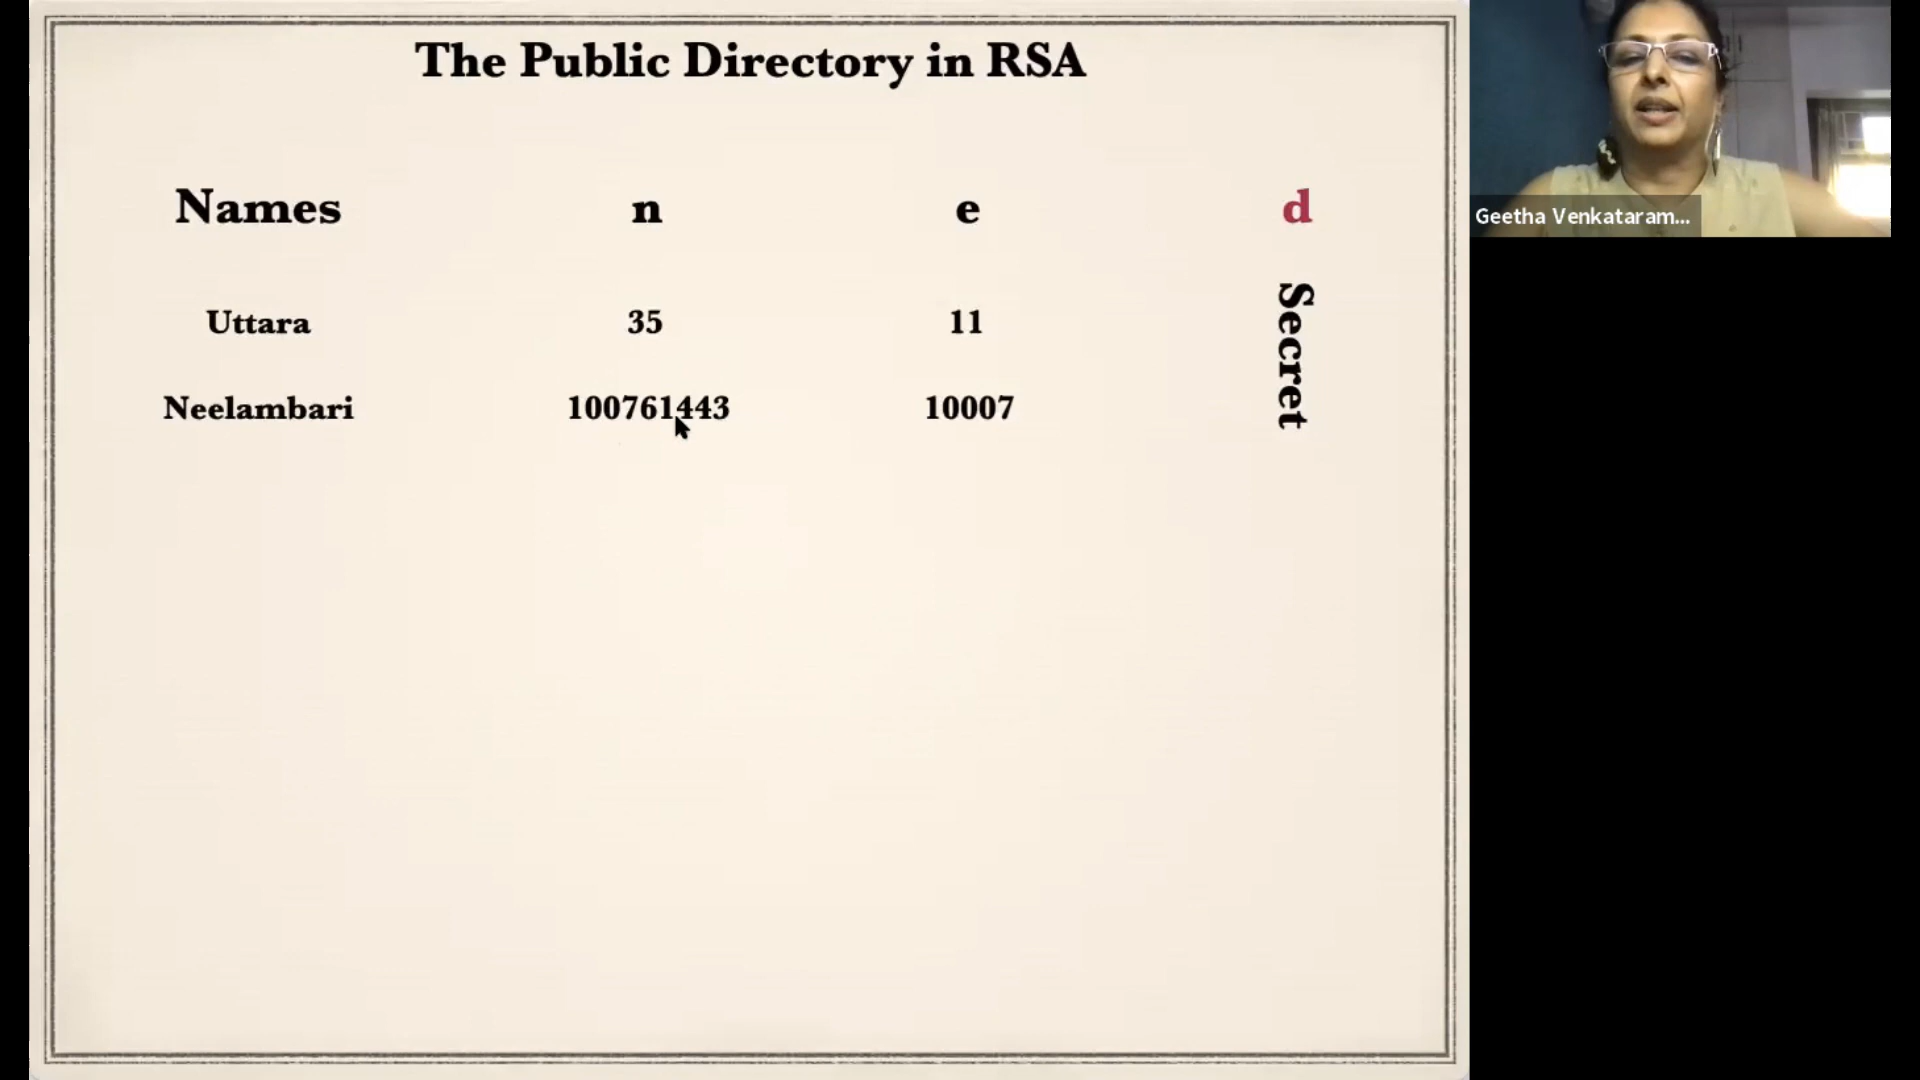 The Public Directory in RSA
Names n e d
Uttara 35 11
Neelambari 100761443 10007
Secret
Geetha Venkataram...